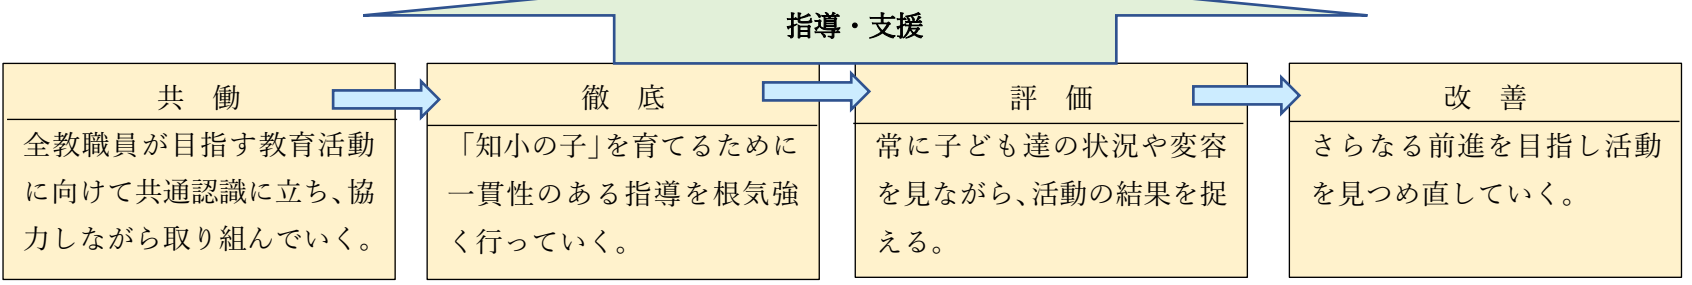 指導・支援
共　働
全教職員が目指す教育活動
に向けて共通認識に立ち、協
力しながら取り組んでいく。
徹　底
「知小の子」を育てるために
一貫性のある指導を根気強
く行っていく。
評　価
常に子ども達の状況や変容
を見ながら、活動の結果を捉
える。
改　善
さらなる前進を目指し活動
を見つめ直していく。